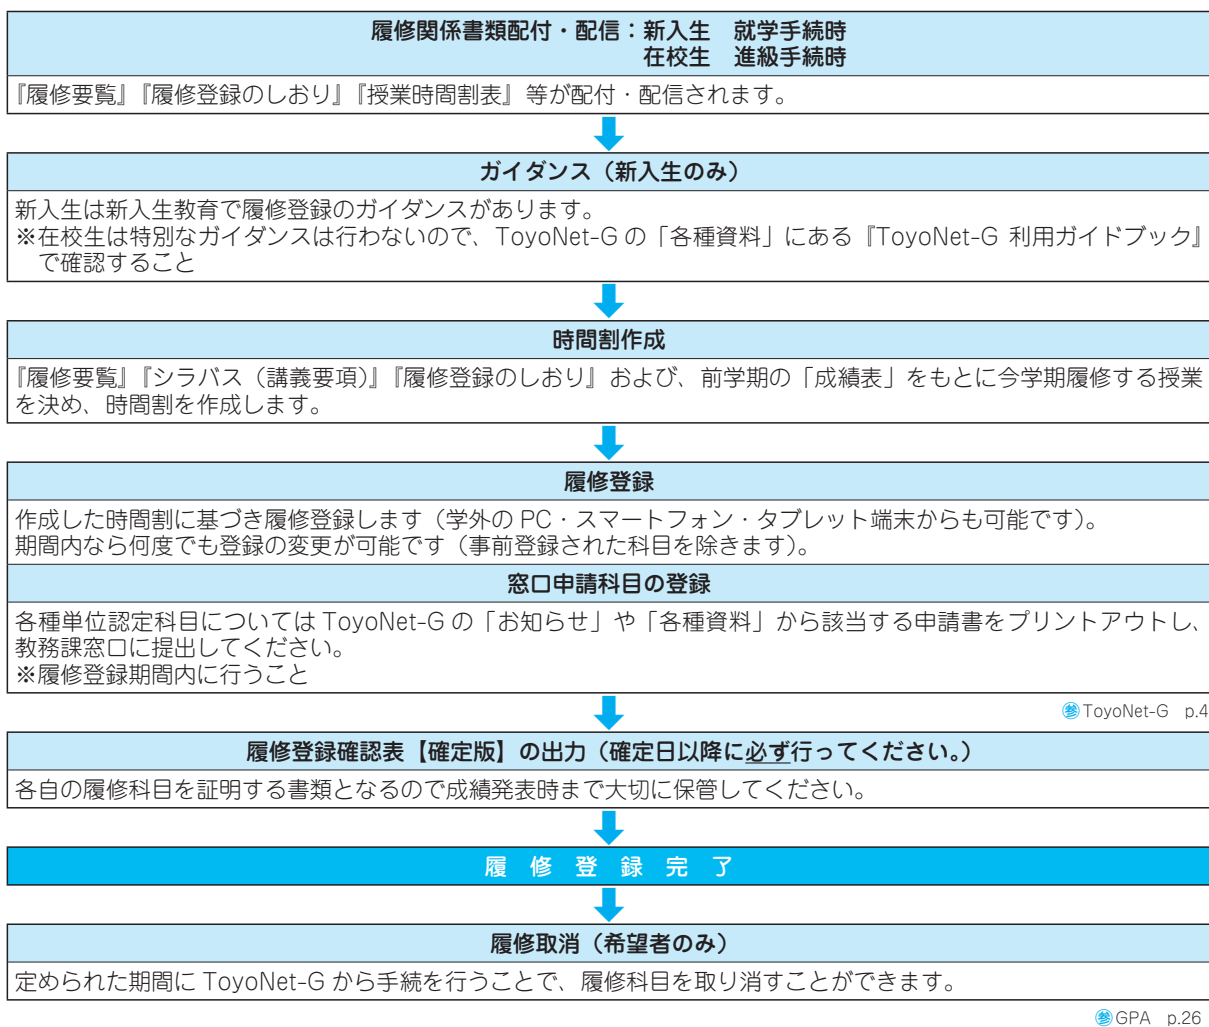 履修関係書類配付・配信：新入生　就学手続時
在校生　進級手続時
『履修要覧』『履修登録のしおり』『授業時間割表』等が配付・配信されます。
ガイダンス（新入生のみ）
新入生は新入生教育で履修登録のガイダンスがあります。
※在校生は特別なガイダンスは行わないので、ToyoNet-G の「各種資料」にある『ToyoNet-G 利用ガイドブック』
で確認すること
時間割作成
『履修要覧』『シラバス（講義要項）』『履修登録のしおり』および、前学期の「成績表」をもとに今学期履修する授業
を決め、時間割を作成します。
履修登録
作成した時間割に基づき履修登録します（学外の PC・スマートフォン・タブレット端末からも可能です）。
期間内なら何度でも登録の変更が可能です（事前登録された科目を除きます）。
窓口申請科目の登録
各種単位認定科目については ToyoNet-G の「お知らせ」や「各種資料」から該当する申請書をプリントアウトし、
教務課窓口に提出してください。
※履修登録期間内に行うこと
参 ToyoNet-G　p.4
履修登録確認表【確定版】の出力（確定日以降に必ず行ってください。）
各自の履修科目を証明する書類となるので成績発表時まで大切に保管してください。
履　修　登　録　完　了
履修取消（希望者のみ）
定められた期間に ToyoNet-G から手続を行うことで、履修科目を取り消すことができます。
参 GPA　p.26